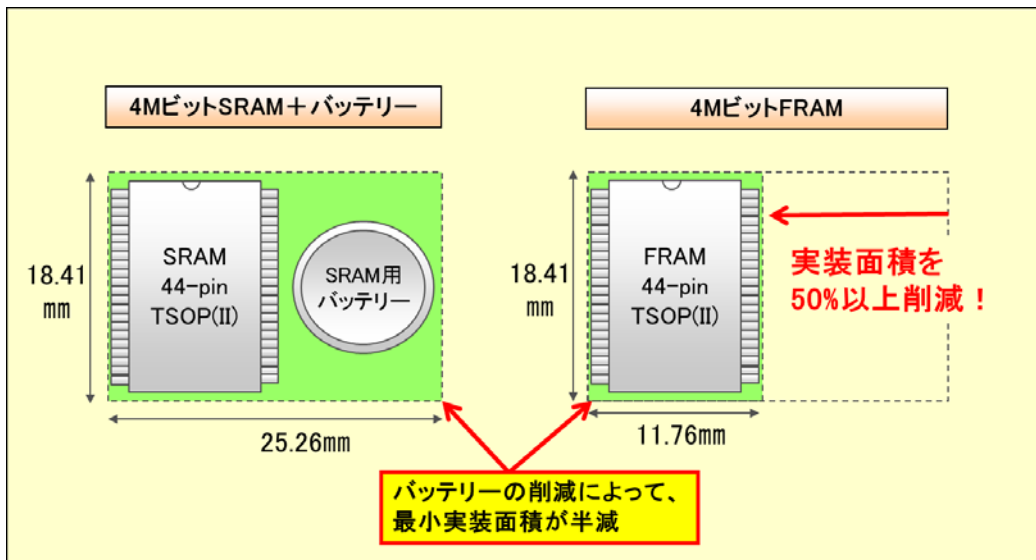 4MビットSRAM＋バッテリー
4MビットFRAM
18.41
mm
SRAM
44-pin
TSOP(II)
SRAM用
バッテリー
25.26mm
18.41
mm
FRAM
44-pin
TSOP(II)
11.76mm
実装面積を
50%以上削減！
バッテリーの削減によって、
最小実装面積が半減